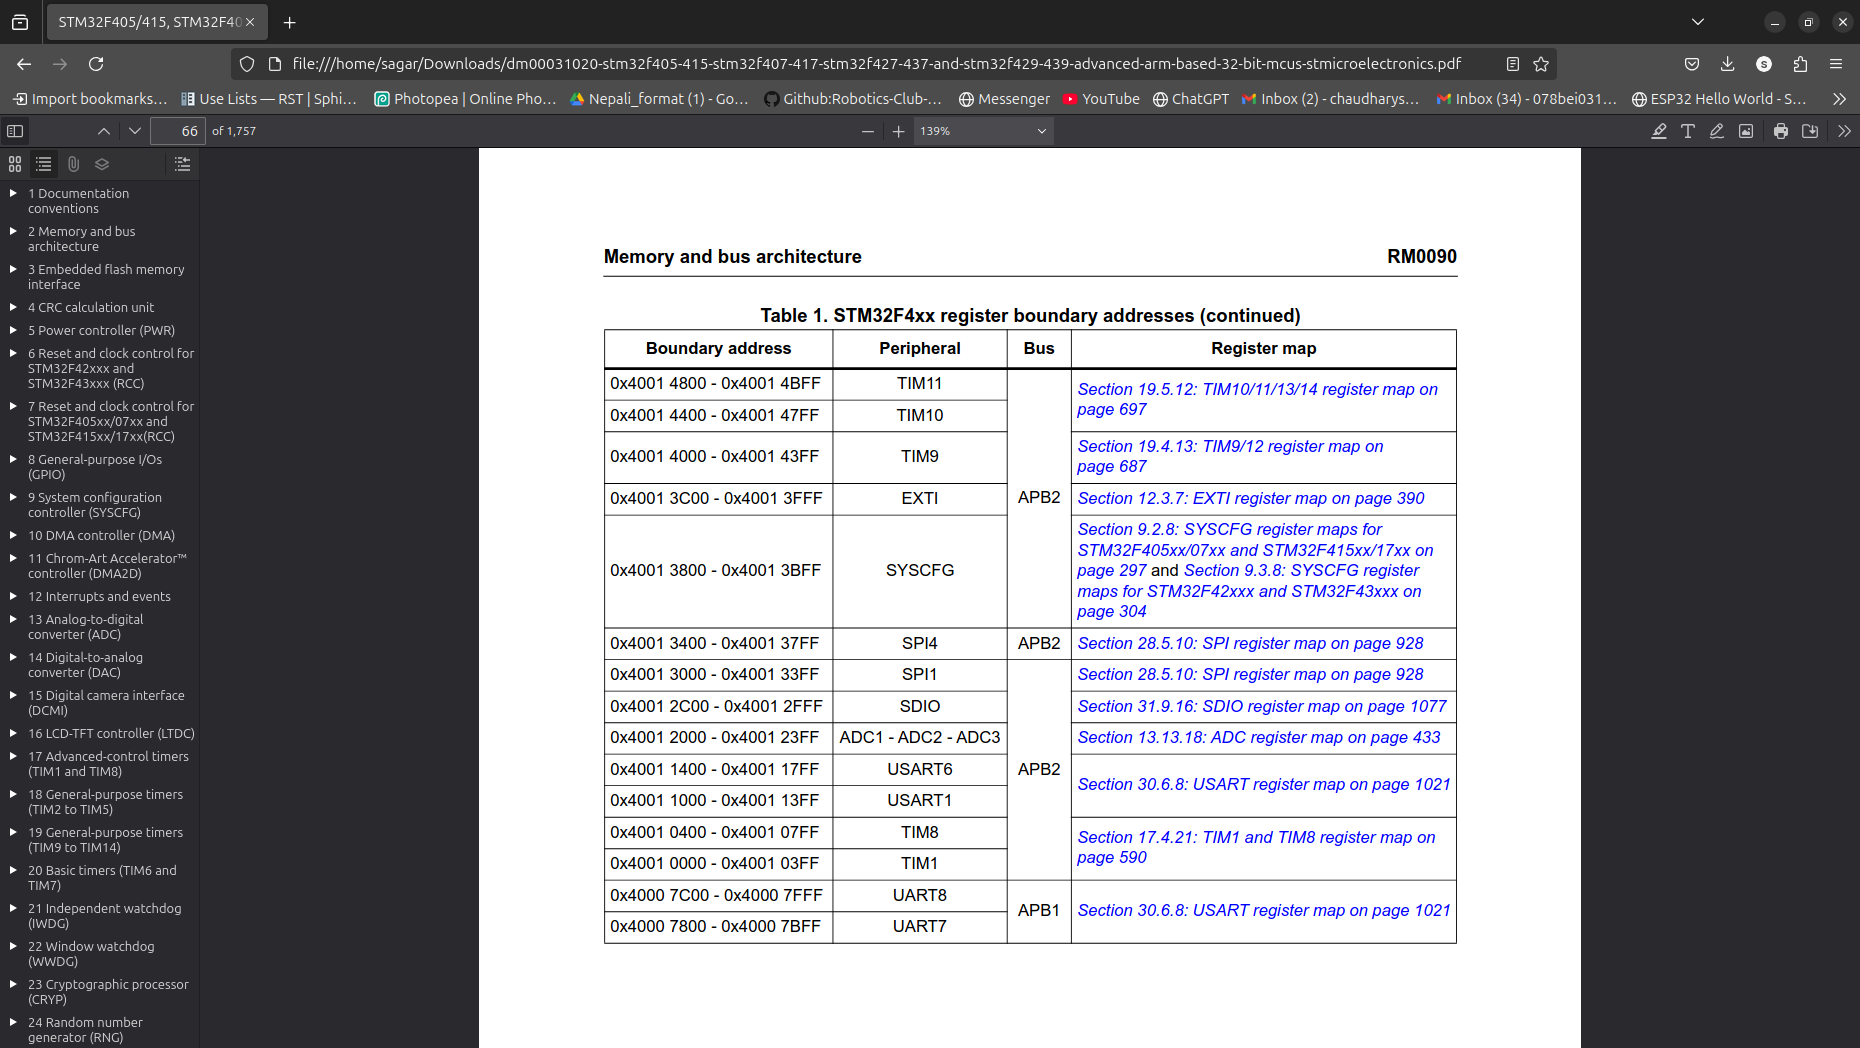 STM32F405/415, STM32F40
file:///home/sagar/Downloads/dm00031020-stm32f405-415-stm32f407-417-stm32f427-437-and-stm32f429-439-advanced-arm-based-32-bit-mcus-stmicroelectronics.pdf
S
Import bookmarks... Use Lists — RST | Sphi... Photopea | Online Pho... Nepali_format (1) - Go... Github:Robotics-Club-... Messenger YouTube ChatGPT Inbox (2) - chaudharys... Inbox (34) - 078bei031... ESP32 Hello World - S...
66 of 1,757 139%
1 Documentation
conventions
2 Memory and bus
architecture
3 Embedded flash memory
interface
4 CRC calculation unit
5 Power controller (PWR)
6 Reset and clock control for
STM32F42xxx and
STM32F43xxx (RCC)
7 Reset and clock control for
STM32F405xx/07xx and
STM32F415xx/17xx(RCC)
8 General-purpose I/Os
(GPIO)
9 System configuration
controller (SYSCFG)
10 DMA controller (DMA)
11 Chrom-Art Accelerator™
controller (DMA2D)
12 Interrupts and events
13 Analog-to-digital
converter (ADC)
14 Digital-to-analog
converter (DAC)
15 Digital camera interface
(DCMI)
16 LCD-TFT controller (LTDC)
17 Advanced-control timers
(TIM1 and TIM8)
18 General-purpose timers
(TIM2 to TIM5)
19 General-purpose timers
(TIM9 to TIM14)
20 Basic timers (TIM6 and
TIM7)
21 Independent watchdog
(IWDG)
22 Window watchdog
(WWDG)
23 Cryptographic processor
(CRYP)
24 Random number
generator (RNG)
Memory and bus architecture RM0090
Table 1. STM32F4xx register boundary addresses (continued)
Boundary address Peripheral Bus Register map
0x4001 4800 - 0x4001 4BFF TIM11
0x4001 4400 - 0x4001 47FF TIM10
Section 19.5.12: TIM10/11/13/14 register map on
page 697
0x4001 4000 - 0x4001 43FF TIM9
Section 19.4.13: TIM9/12 register map on
page 687
0x4001 3C00 - 0x4001 3FFF EXTI APB2 Section 12.3.7: EXTI register map on page 390
0x4001 3800 - 0x4001 3BFF SYSCFG
Section 9.2.8: SYSCFG register maps for
STM32F405xx/07xx and STM32F415xx/17xx on
page 297 and Section 9.3.8: SYSCFG register
maps for STM32F42xxx and STM32F43xxx on
page 304
0x4001 3400 - 0x4001 37FF SPI4 APB2 Section 28.5.10: SPI register map on page 928
0x4001 3000 - 0x4001 33FF SPI1 Section 28.5.10: SPI register map on page 928
0x4001 2C00 - 0x4001 2FFF SDIO Section 31.9.16: SDIO register map on page 1077
0x4001 2000 - 0x4001 23FF ADC1 - ADC2 - ADC3 Section 13.13.18: ADC register map on page 433
0x4001 1400 - 0x4001 17FF USART6 APB2
0x4001 1000 - 0x4001 13FF USART1
Section 30.6.8: USART register map on page 1021
0x4001 0400 - 0x4001 07FF TIM8
0x4001 0000 - 0x4001 03FF TIM1
Section 17.4.21: TIM1 and TIM8 register map on
page 590
0x4000 7C00 - 0x4000 7FFF UART8
0x4000 7800 - 0x4000 7BFF UART7
APB1 Section 30.6.8: USART register map on page 1021